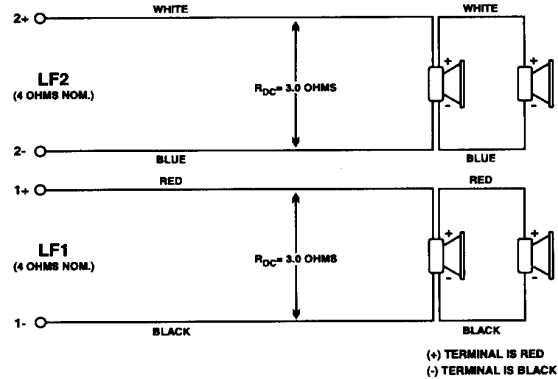 2+
WHITE
WHITE
LF2
(4 OHMS NOM.)
RDC= 3.0 OHMS
+
-
+
-
2-
BLUE
BLUE
1+
RED
RED
LF1
(4 OHMS NOM.)
RDC= 3.0 OHMS
+
-
+
-
1-
BLACK
BLACK
(+) TERMINAL IS RED
(-) TERMINAL IS BLACK